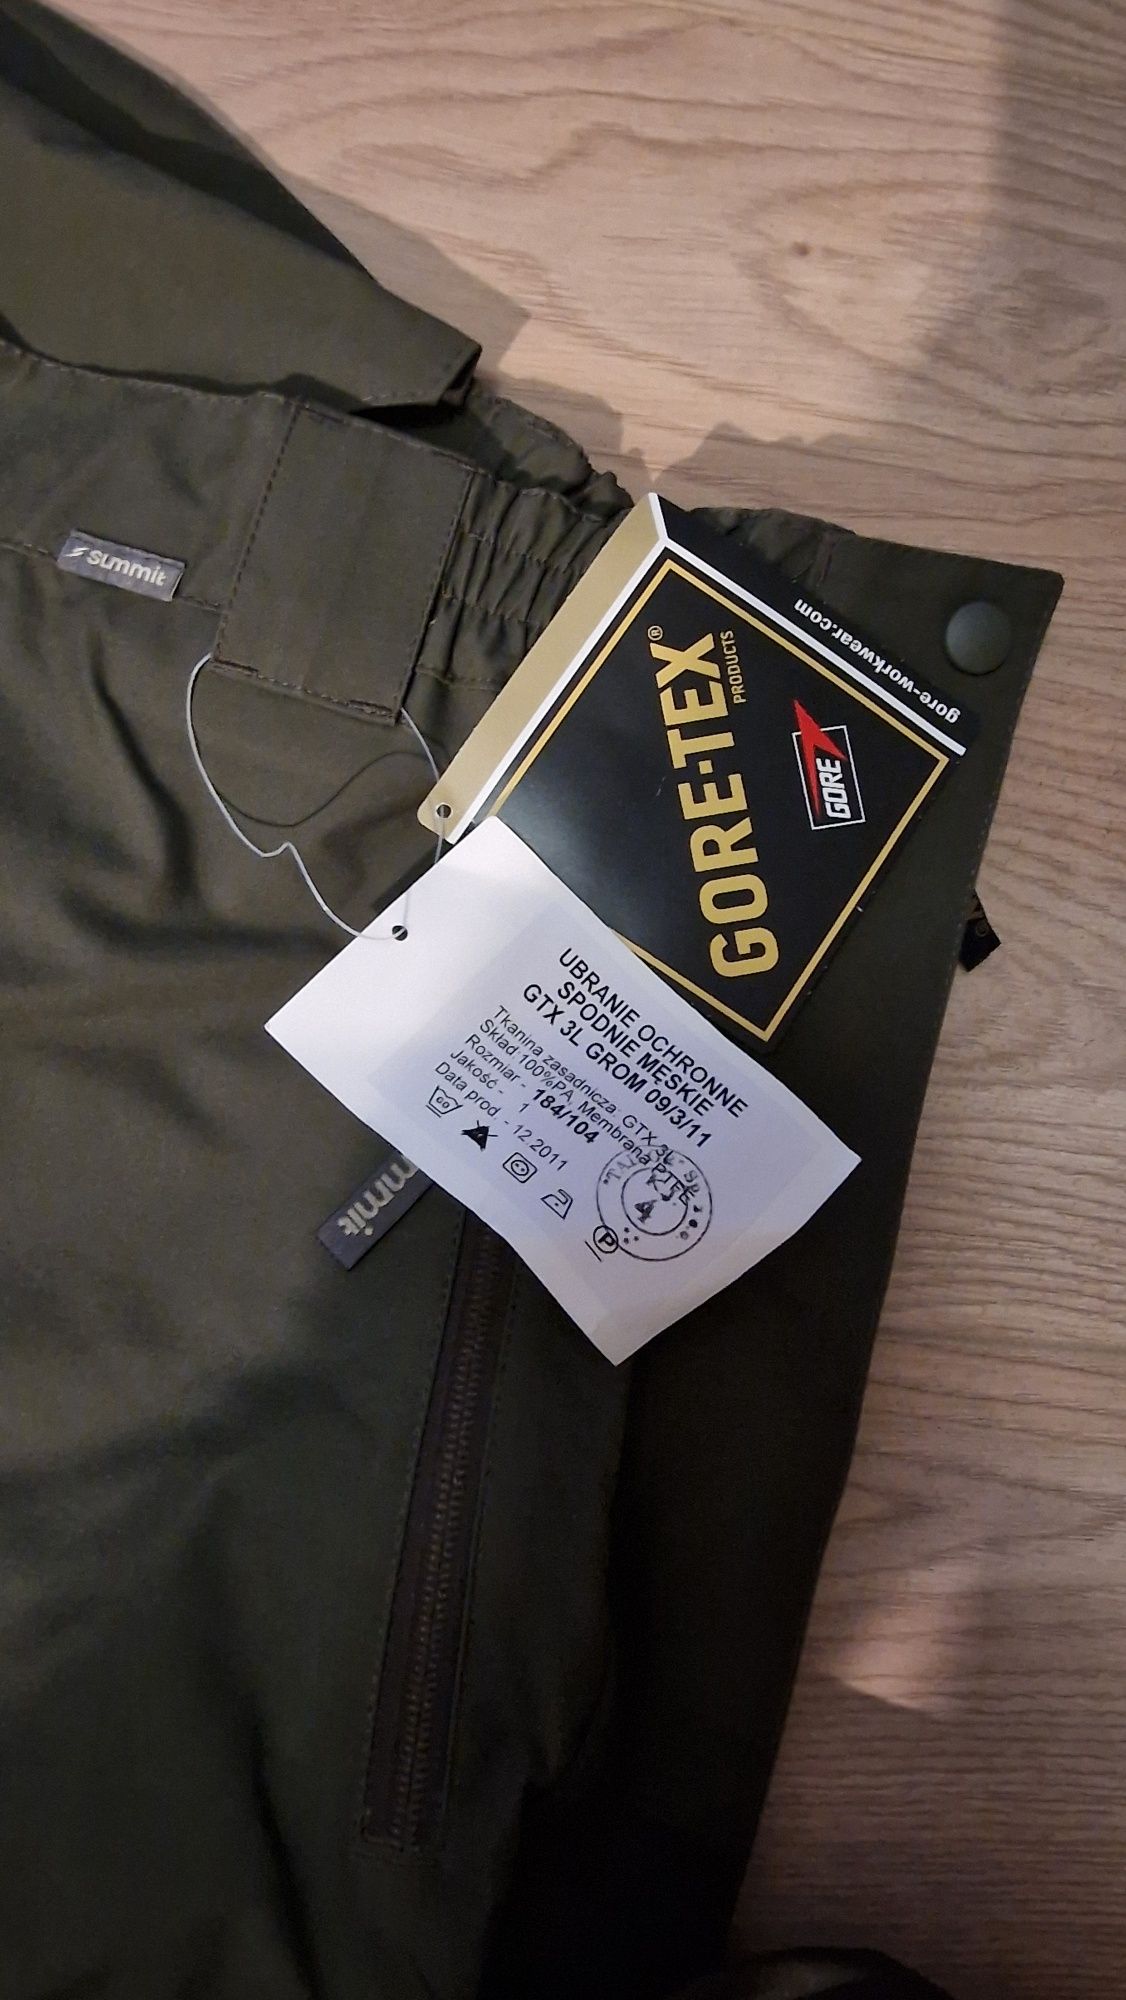 summit
gore-workwear.com
GORE-TEX®
PRODUCTS
GORE
UBRANIE OCHRONNE
SPODNIE MĘSKIE
GTX 3L GROM 09/3/11
Tkanina zasadnicza: GTX 3L
Skład 100%PA, Membrana PTFE
Rozmiar - 184/104
Jakość - 1
Data prod - 12.2011
P
4
mmit